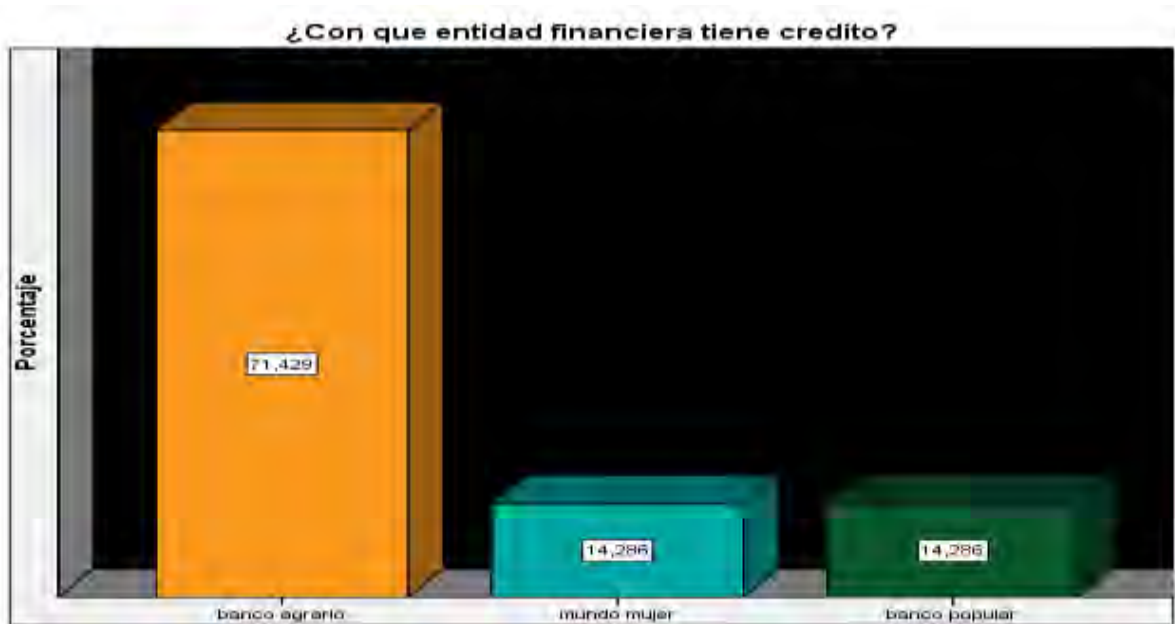 ¿Con que entidad financiera tiene credito?
Porcentaje
71,429
14,286
14,286
banco agrario
mundo mujer
banco popular